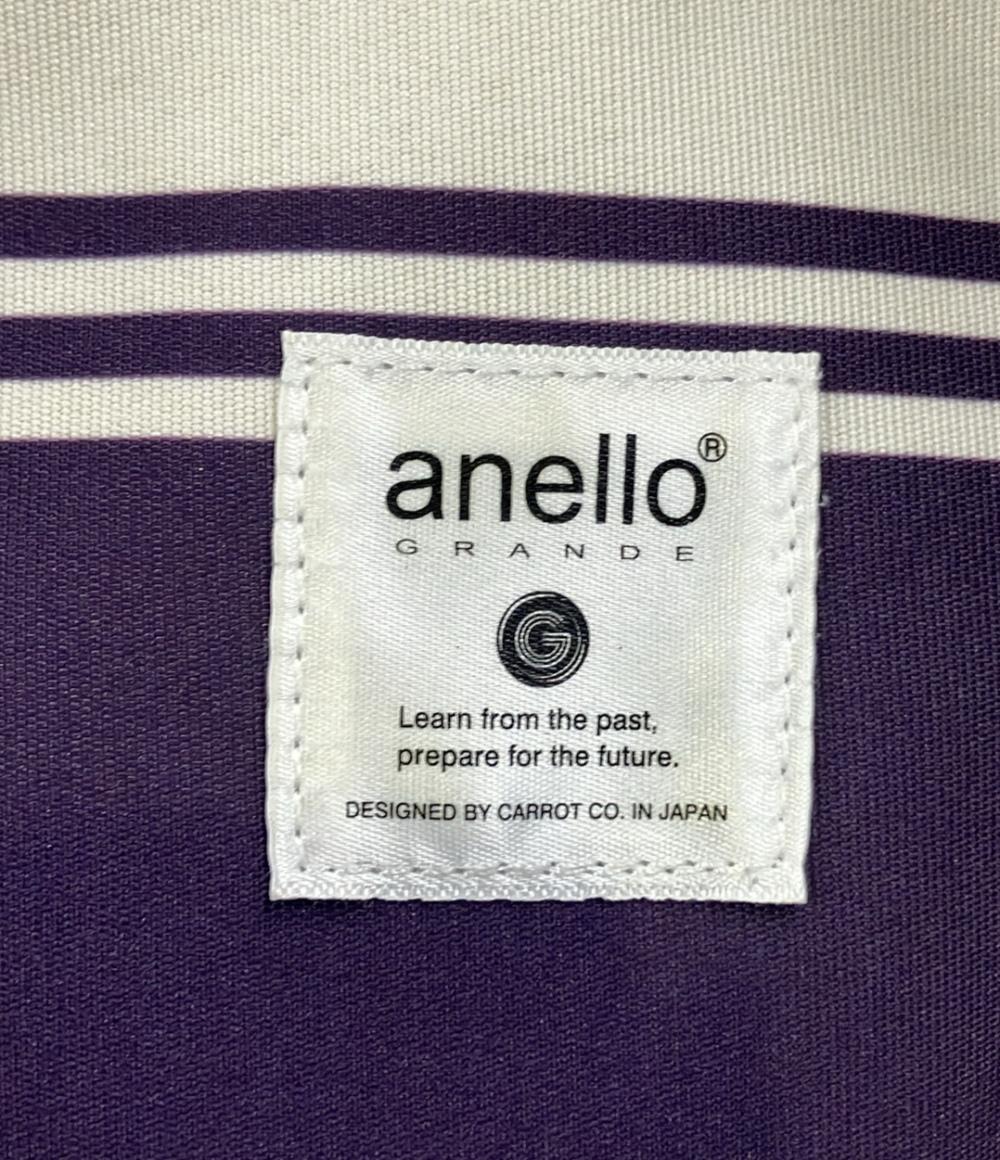 anello®
GRANDE
G
Learn from the past,
prepare for the future.
DESIGNED BY CARROT CO. IN JAPAN